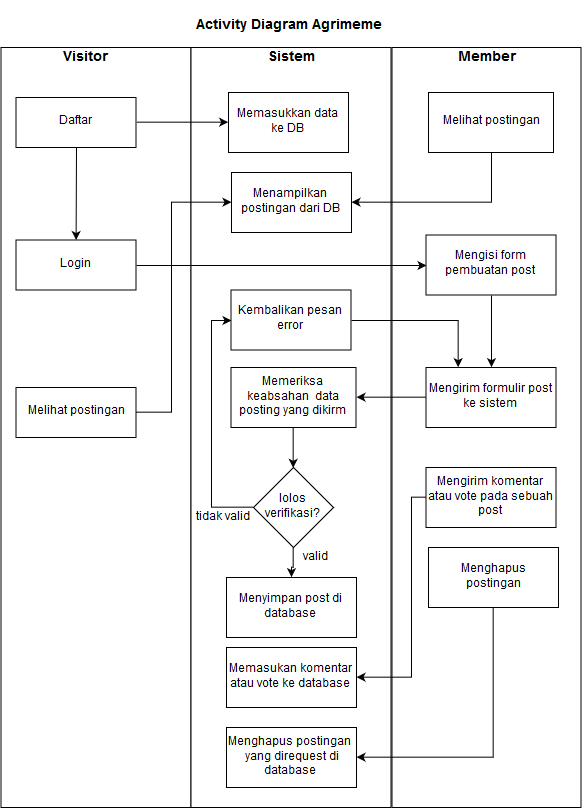 Activity Diagram Agrimeme
Visitor
Sistem
Member
Daftar
Memasukkan data
ke DB
Melihat postingan
Menampilkan
postingan dari DB
Login
Mengisi form
pembuatan post
Kembalikan pesan
error
Melihat postingan
Memeriksa
keabsahan data
posting yang dikirm
Mengirim formulir post
ke sistem
lolos
verifikasi?
tidak valid
valid
Mengirim komentar
atau vote pada sebuah
post
Menghapus
postingan
Menyimpan post di
database
Memasukan komentar
atau vote ke database
Menghapus postingan
yang direquest di
database